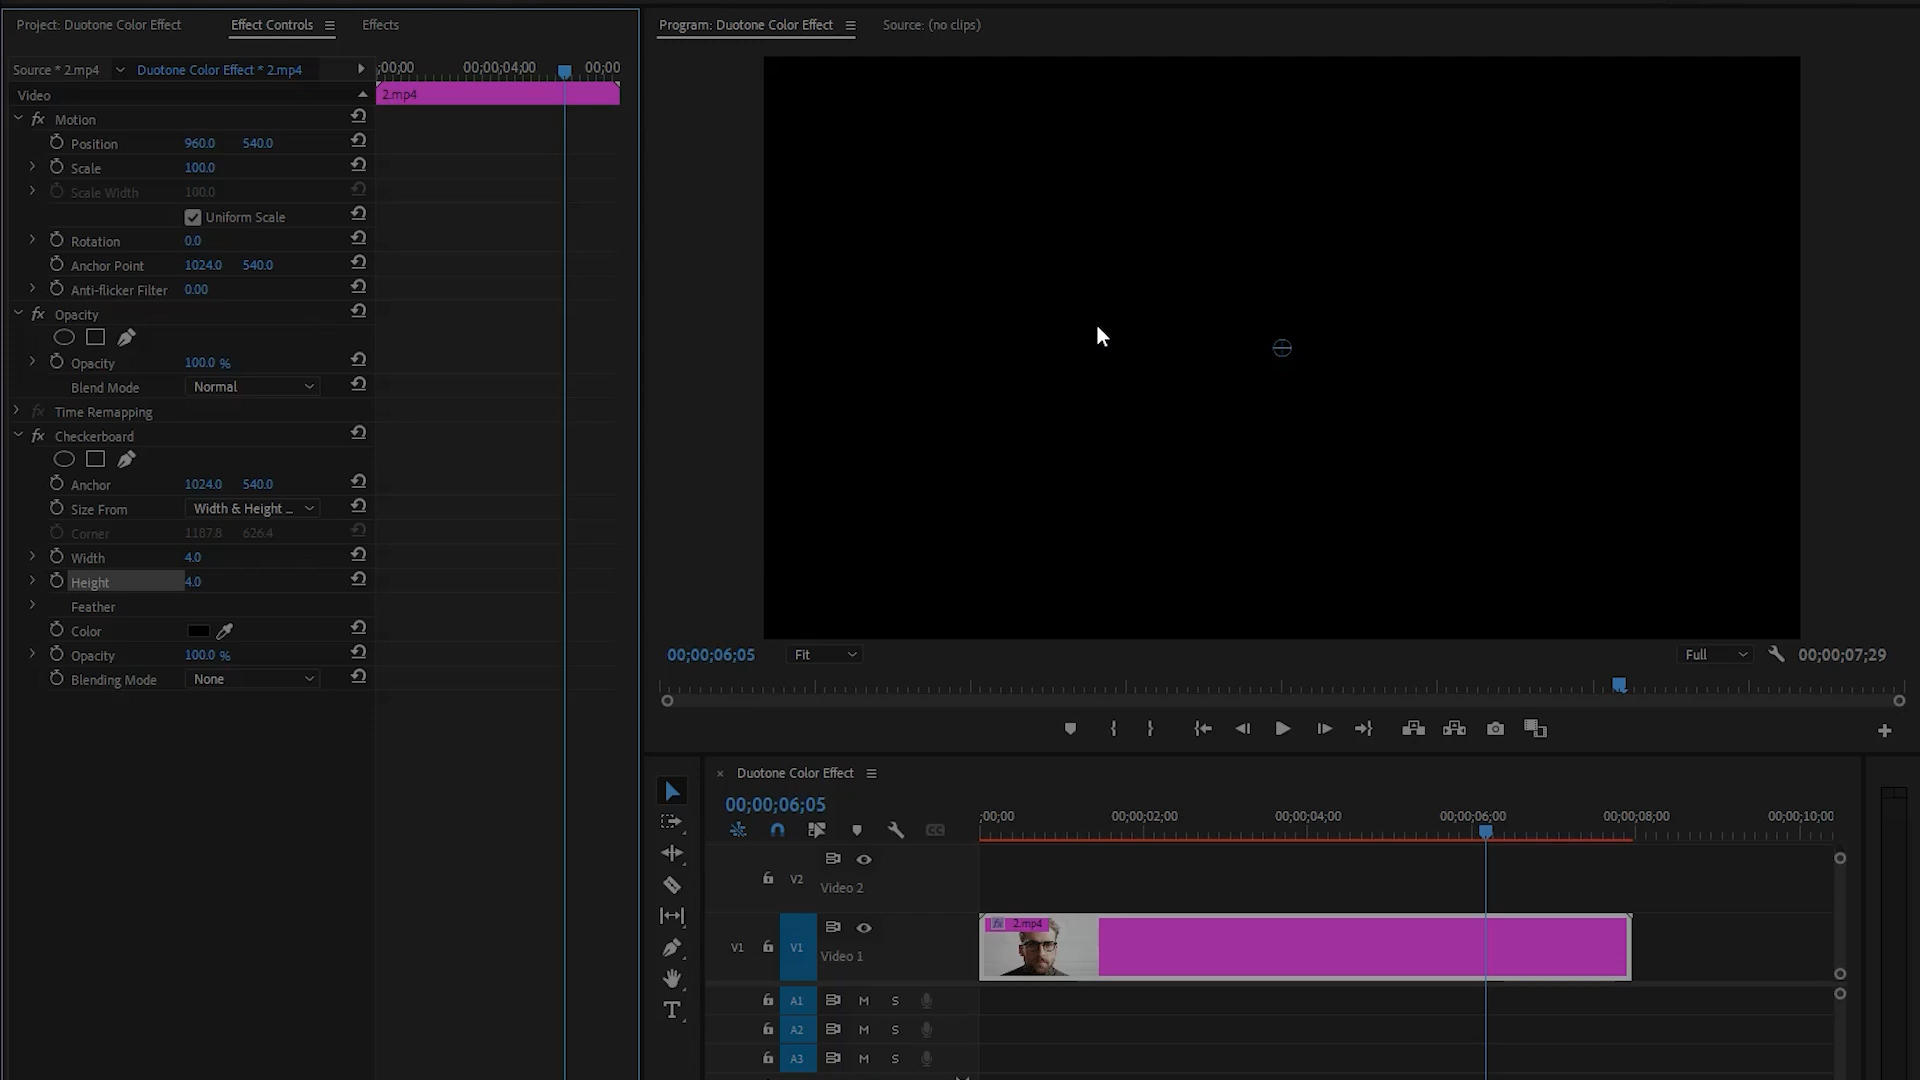 Project: Duotone Color Effect
Effect Controls
Effects
Source * 2.mp4
Duotone Color Effect * 2.mp4
;00;00
00;00;04;00
00;00
Video
2.mp4
fx Motion
Position 960.0 540.0
Scale 100.0
Scale Width 100.0
Uniform Scale
Rotation 0.0
Anchor Point 1024.0 540.0
Anti-flicker Filter 0.00
fx Opacity
Opacity 100.0 %
Blend Mode Normal
fx Time Remapping
fx Checkerboard
Anchor 1024.0 540.0
Size From Width & Height ...
Corner 1187.8 626.4
Width 4.0
Height 4.0
Feather
Color
Opacity 100.0 %
Blending Mode None
Program: Duotone Color Effect
Source: (no clips)
00;00;06;05
Fit
Full
00;00;07;29
× Duotone Color Effect
00;00;06;05
;00;00
00;00;02;00
00;00;04;00
00;00;06;00
00;00;08;00
00;00;10;00
CC
V2
Video 2
V1
V1
Video 1
fx 2.mp4
A1 M S
A2 M S
A3 M S
T